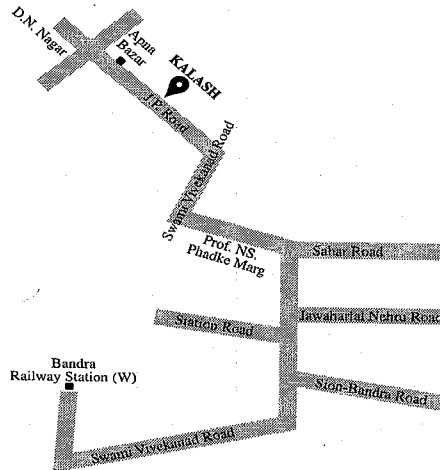 D.N. Nagar
Apna
Bazar
KALASH
J.P. Road
Swami Vivekanad Road
Prof. NS.
Phadke Marg
Sahar Road
Station Road
Jawaharlal Nehru Road
Bandra
Railway Station (W)
Sion-Bandra Road
Swami Vivekanad Road